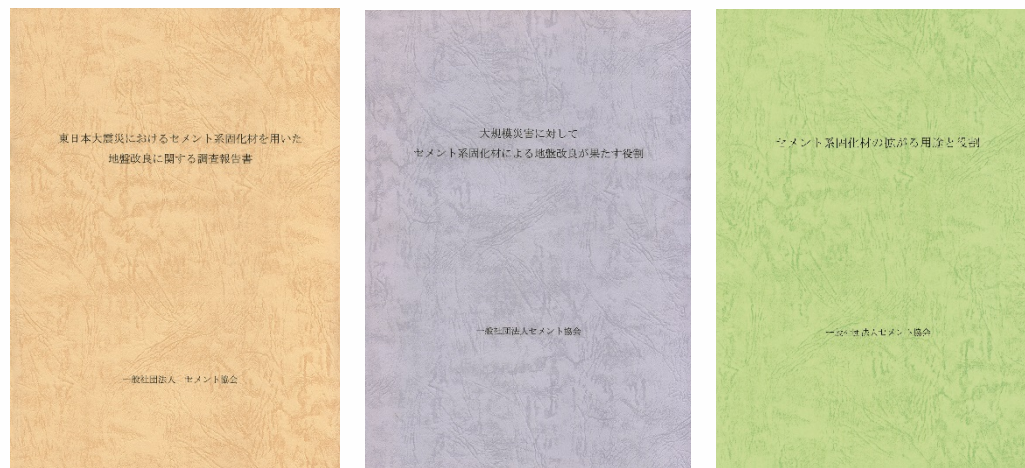 東日本大震災におけるセメント系固化材を用いた
地盤改良に関する調査報告書
一般社団法人 セメント協会
大規模災害に対して
セメント系固化材による地盤改良が果たす役割
一般社団法人セメント協会
セメント系固化材の拡がる用途と役割
一般社団法人セメント協会